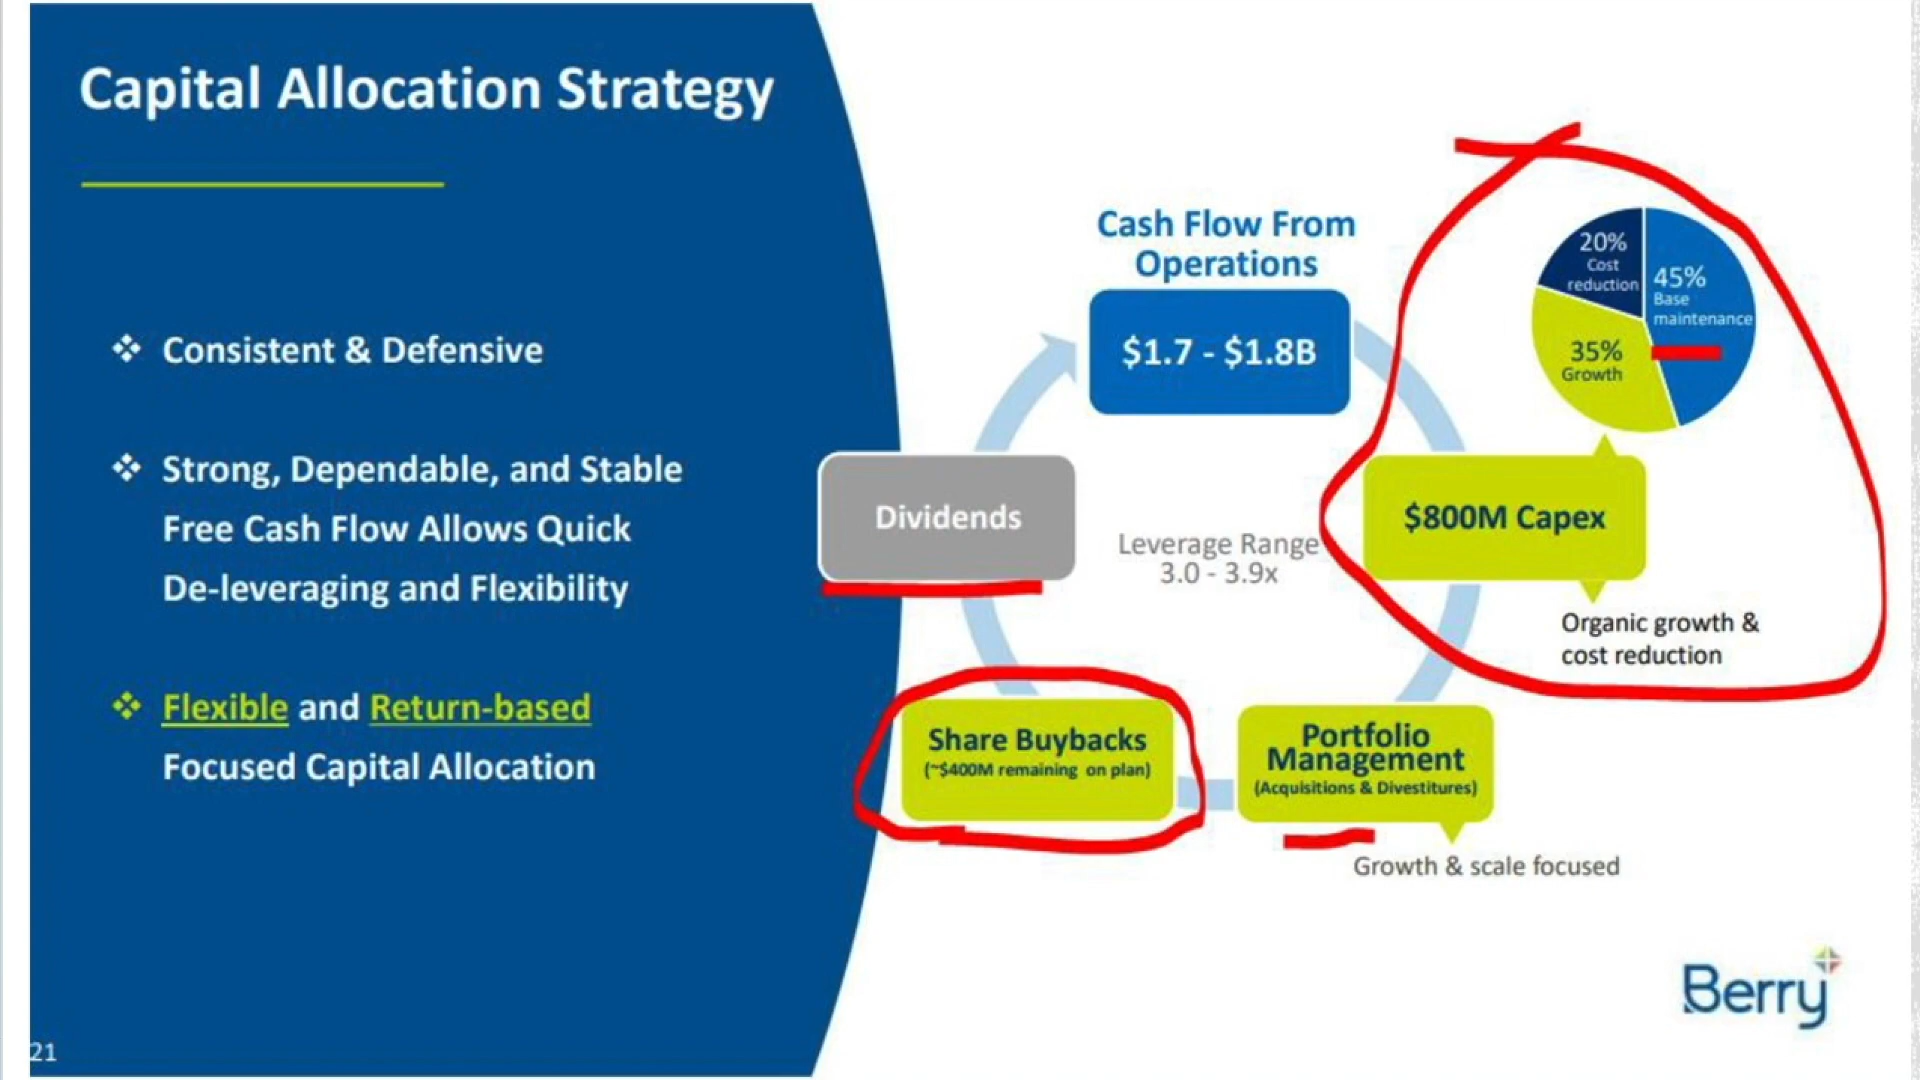 Capital Allocation Strategy
Consistent & Defensive
Strong, Dependable, and Stable
Free Cash Flow Allows Quick
De-leveraging and Flexibility
Flexible and Return-based
Focused Capital Allocation
21
Cash Flow From
Operations
$1.7 - $1.8B
20%
Cost
reduction
45%
Base
maintenance
35%
Growth
$800M Capex
Organic growth &
cost reduction
Dividends
Leverage Range
3.0 - 3.9x
Share Buybacks
(~$400M remaining on plan)
Portfolio
Management
(Acquisitions & Divestitures)
Growth & scale focused
Berry